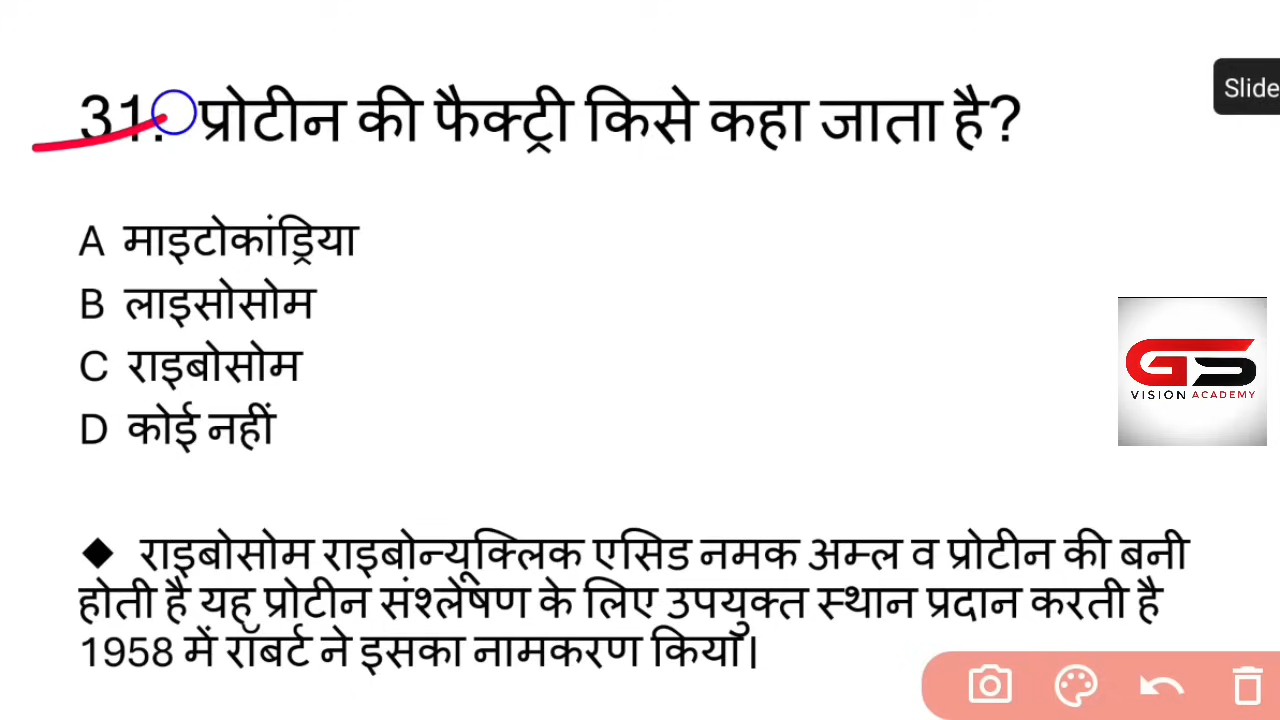 31. प्रोटीन की फैक्ट्री किसे कहा जाता है?
Slide
A माइटोकांड्रिया
B लाइसोसोम
C राइबोसोम
D कोई नहीं
GS
VISION ACADEMY
◆ राइबोसोम राइबोन्यूक्लिक एसिड नमक अम्ल व प्रोटीन की बनी
होती है यह प्रोटीन संश्लेषण के लिए उपयुक्त स्थान प्रदान करती है
1958 में रॉबर्ट ने इसका नामकरण किया।